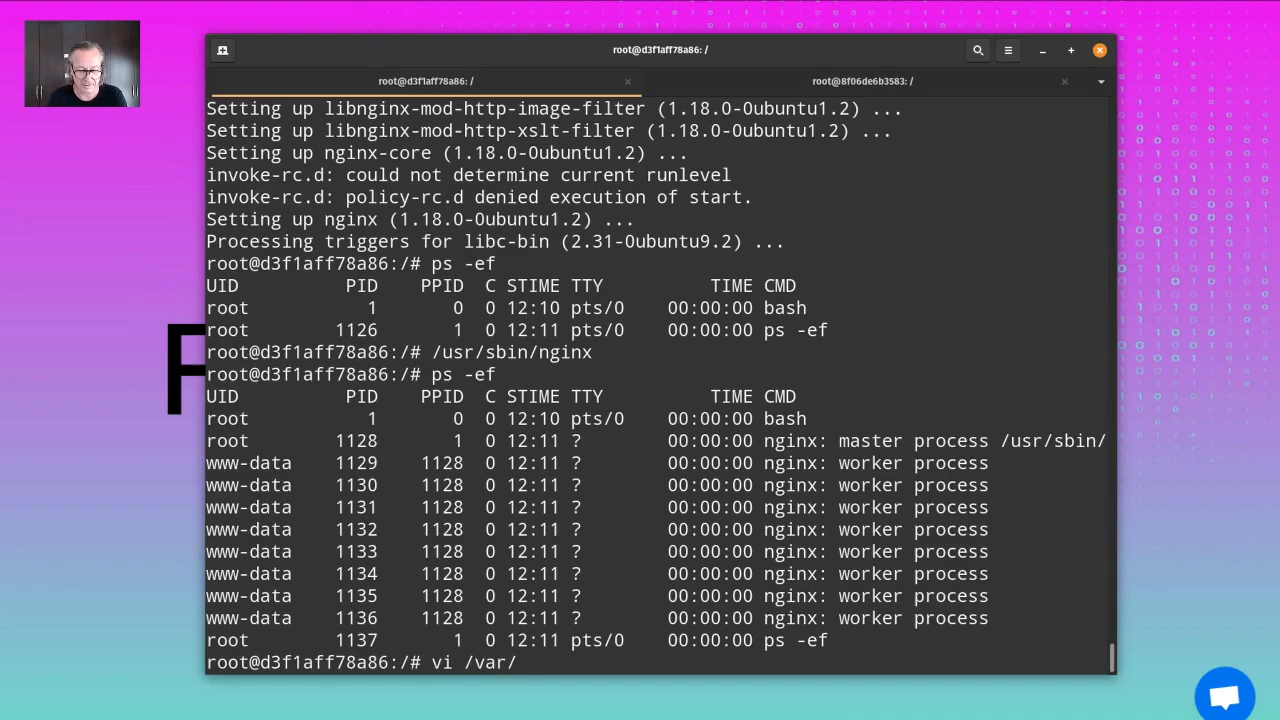 root@d3f1aff78a86: /
root@d3f1aff78a86: /
root@8f06de6b3583: /
Setting up libnginx-mod-http-image-filter (1.18.0-0ubuntu1.2) ...
Setting up libnginx-mod-http-xslt-filter (1.18.0-0ubuntu1.2) ...
Setting up nginx-core (1.18.0-0ubuntu1.2) ...
invoke-rc.d: could not determine current runlevel
invoke-rc.d: policy-rc.d denied execution of start.
Setting up nginx (1.18.0-0ubuntu1.2) ...
Processing triggers for libc-bin (2.31-0ubuntu9.2) ...
root@d3f1aff78a86:/# ps -ef
UID PID PPID C STIME TTY TIME CMD
root 1 0 0 12:10 pts/0 00:00:00 bash
root 1126 1 0 12:11 pts/0 00:00:00 ps -ef
root@d3f1aff78a86:/# /usr/sbin/nginx
root@d3f1aff78a86:/# ps -ef
UID PID PPID C STIME TTY TIME CMD
root 1 0 0 12:10 pts/0 00:00:00 bash
root 1128 1 0 12:11 ? 00:00:00 nginx: master process /usr/sbin/
www-data 1129 1128 0 12:11 ? 00:00:00 nginx: worker process
www-data 1130 1128 0 12:11 ? 00:00:00 nginx: worker process
www-data 1131 1128 0 12:11 ? 00:00:00 nginx: worker process
www-data 1132 1128 0 12:11 ? 00:00:00 nginx: worker process
www-data 1133 1128 0 12:11 ? 00:00:00 nginx: worker process
www-data 1134 1128 0 12:11 ? 00:00:00 nginx: worker process
www-data 1135 1128 0 12:11 ? 00:00:00 nginx: worker process
www-data 1136 1128 0 12:11 ? 00:00:00 nginx: worker process
root 1137 1 0 12:11 pts/0 00:00:00 ps -ef
root@d3f1aff78a86:/# vi /var/